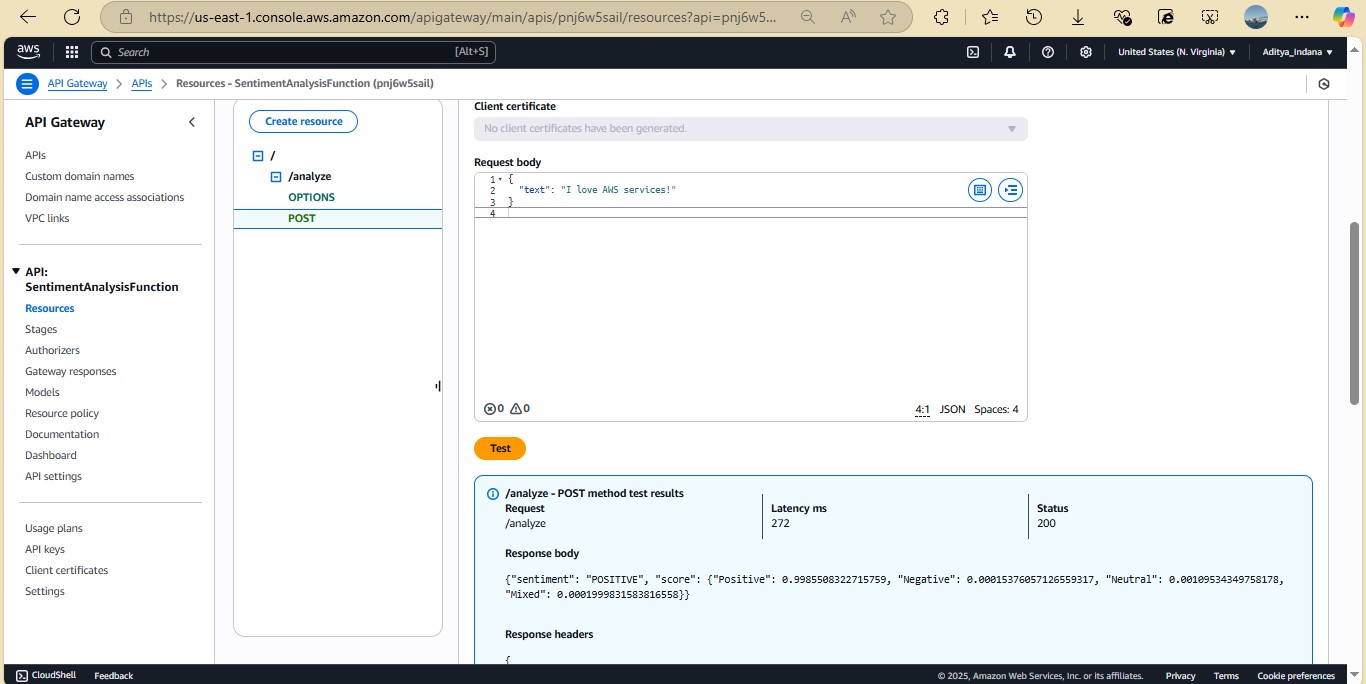 https://us-east-1.console.aws.amazon.com/apigateway/main/apis/pnj6w5sail/resources?api=pnj6w5...
aws
Search
[Alt+S]
United States (N. Virginia)
Aditya_Indana
API Gateway
APIs
Resources - SentimentAnalysisFunction (pnj6w5sail)
API Gateway
APIs
Custom domain names
Domain name access associations
VPC links
API:
SentimentAnalysisFunction
Resources
Stages
Authorizers
Gateway responses
Models
Resource policy
Documentation
Dashboard
API settings
Usage plans
API keys
Client certificates
Settings
Create resource
/
/analyze
OPTIONS
POST
Client certificate
No client certificates have been generated.
Request body
1 {
2 "text": "I love AWS services!"
3 }
4
0 0
4:1 JSON Spaces: 4
Test
/analyze - POST method test results
Request
/analyze
Latency ms
272
Status
200
Response body
{"sentiment": "POSITIVE", "score": {"Positive": 0.9985508322715759, "Negative": 0.00015376057126559317, "Neutral": 0.00109534349758178,
"Mixed": 0.0001999831583816558}}
Response headers
{
CloudShell
Feedback
© 2025, Amazon Web Services, Inc. or its affiliates.
Privacy
Terms
Cookie preferences